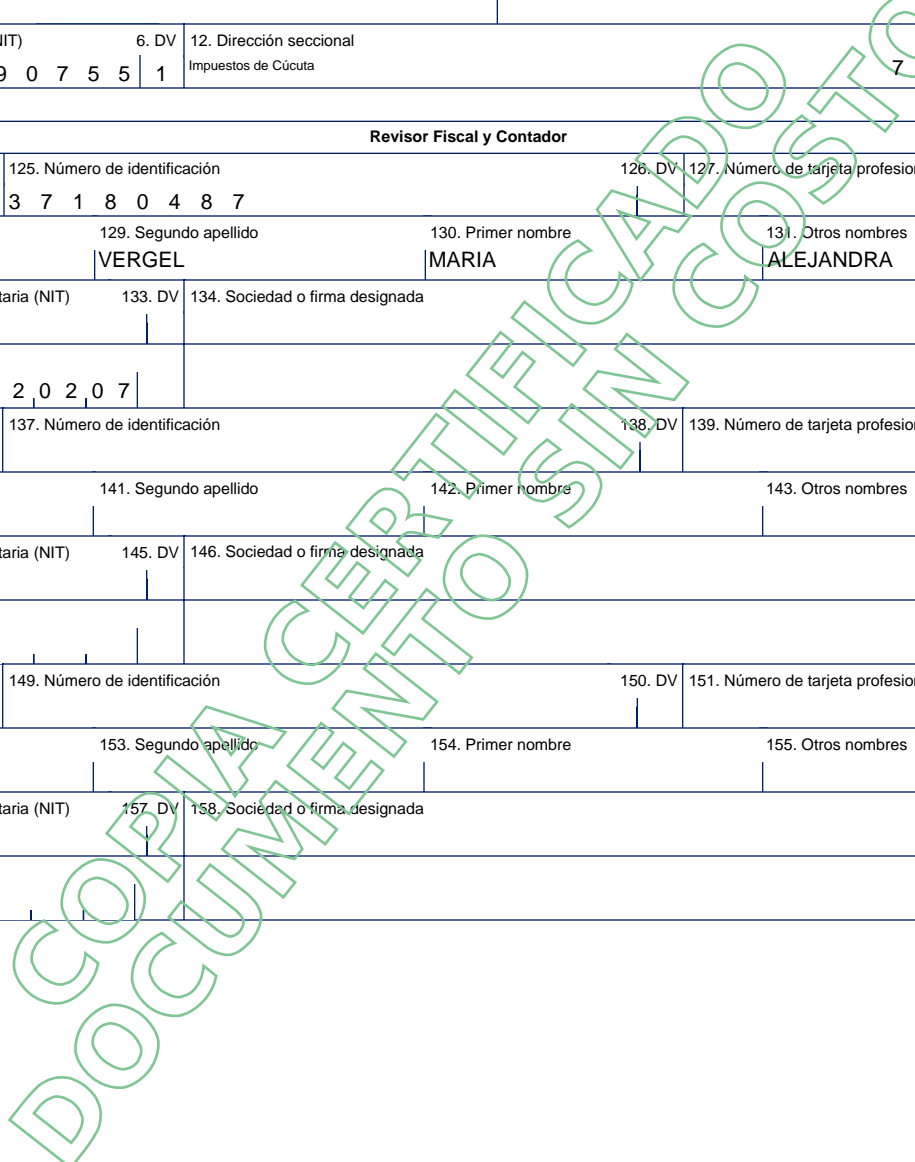 NIT) 6. DV 12. Dirección seccional
9 0 7 5 5 1 Impuestos de Cúcuta 7
Revisor Fiscal y Contador
125. Número de identificación 126. DV 127. Número de tarjeta profesion
3 7 1 8 0 4 8 7
129. Segundo apellido 130. Primer nombre 131. Otros nombres
VERGEL MARIA ALEJANDRA
taria (NIT) 133. DV 134. Sociedad o firma designada
2 0 2 0 7
137. Número de identificación 138. DV 139. Número de tarjeta profesion
141. Segundo apellido 142. Primer nombre 143. Otros nombres
taria (NIT) 145. DV 146. Sociedad o firma designada
149. Número de identificación 150. DV 151. Número de tarjeta profesion
153. Segundo apellido 154. Primer nombre 155. Otros nombres
taria (NIT) 157. DV 158. Sociedad o firma designada
COPIA CERTIFICADO
DOCUMENTO SIN COSTO